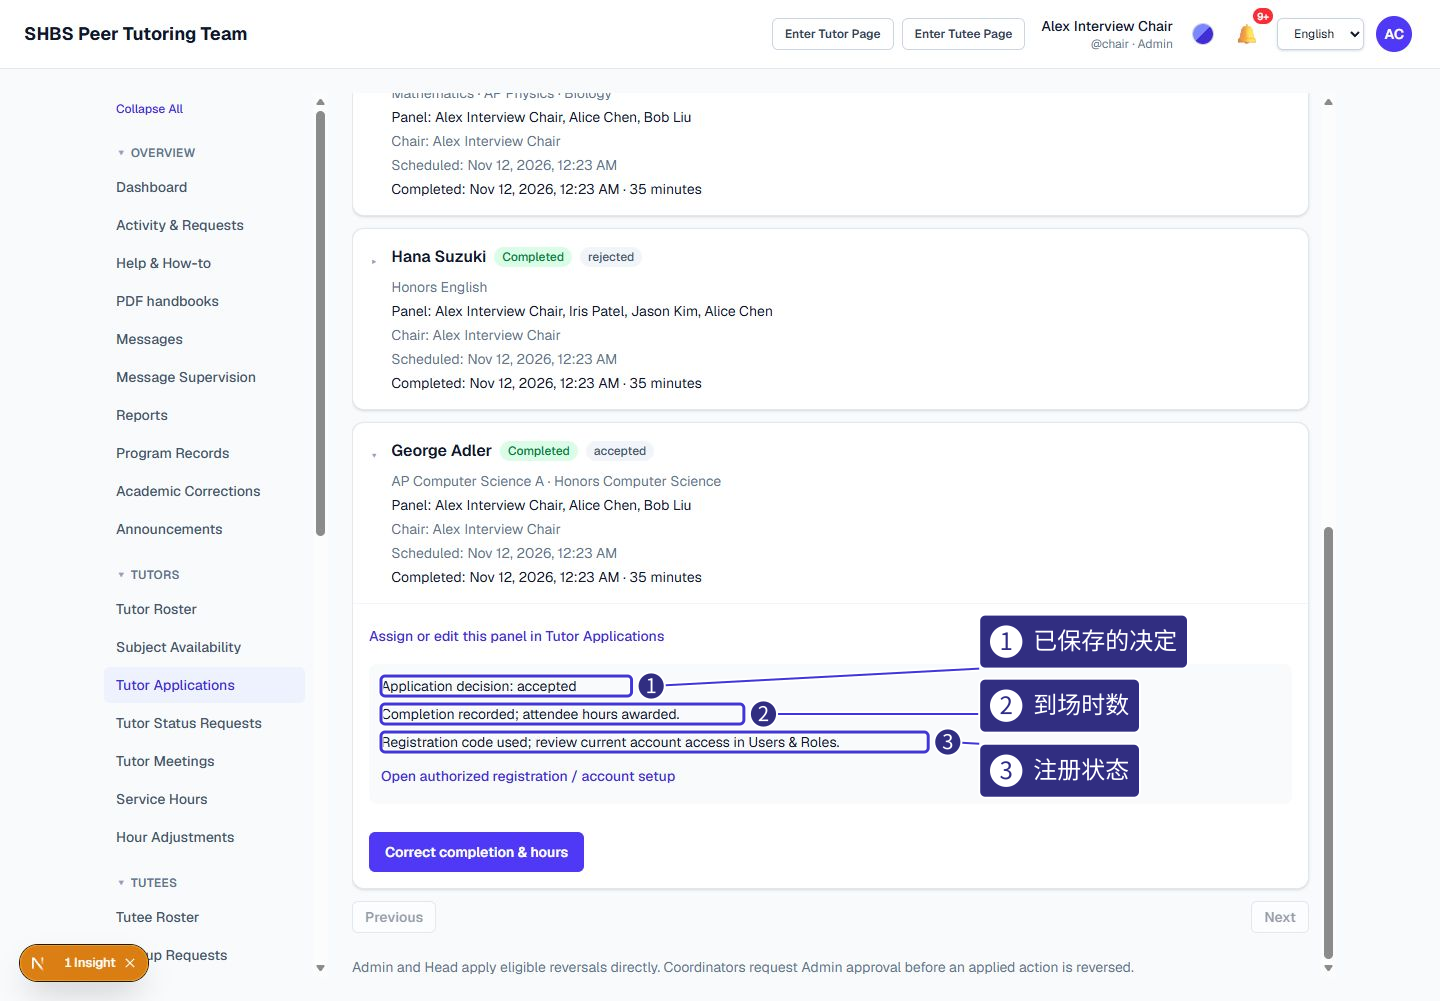 SHBS Peer Tutoring Team
Enter Tutor Page
Enter Tutee Page
Alex Interview Chair
@chair · Admin
9+
English
AC
Collapse All
OVERVIEW
Dashboard
Activity & Requests
Help & How-to
PDF handbooks
Messages
Message Supervision
Reports
Program Records
Academic Corrections
Announcements
TUTORS
Tutor Roster
Subject Availability
Tutor Applications
Tutor Status Requests
Tutor Meetings
Service Hours
Hour Adjustments
TUTEES
Tutee Roster
up Requests
1 Insight
Mathematics · AP Physics · Biology
Panel: Alex Interview Chair, Alice Chen, Bob Liu
Chair: Alex Interview Chair
Scheduled: Nov 12, 2026, 12:23 AM
Completed: Nov 12, 2026, 12:23 AM · 35 minutes
Hana Suzuki Completed rejected
Honors English
Panel: Alex Interview Chair, Iris Patel, Jason Kim, Alice Chen
Chair: Alex Interview Chair
Scheduled: Nov 12, 2026, 12:23 AM
Completed: Nov 12, 2026, 12:23 AM · 35 minutes
George Adler Completed accepted
AP Computer Science A · Honors Computer Science
Panel: Alex Interview Chair, Alice Chen, Bob Liu
Chair: Alex Interview Chair
Scheduled: Nov 12, 2026, 12:23 AM
Completed: Nov 12, 2026, 12:23 AM · 35 minutes
Assign or edit this panel in Tutor Applications
Application decision: accepted 1
1 已保存的决定
Completion recorded; attendee hours awarded. 2
2 到场时数
Registration code used; review current account access in Users & Roles. 3
3 注册状态
Open authorized registration / account setup
Correct completion & hours
Previous
Next
Admin and Head apply eligible reversals directly. Coordinators request Admin approval before an applied action is reversed.